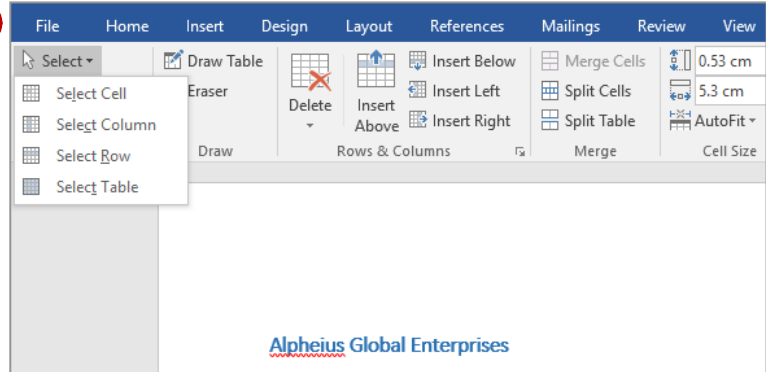 File Home Insert Design Layout References Mailings Review View
Select Draw Table Insert Below Merge Cells 0.53 cm
Select Cell Eraser Delete Insert Above Insert Left Split Cells 5.3 cm
Select Column Insert Right Split Table AutoFit
Select Row Draw Rows & Columns Merge Cell Size
Select Table
Alpheius Global Enterprises